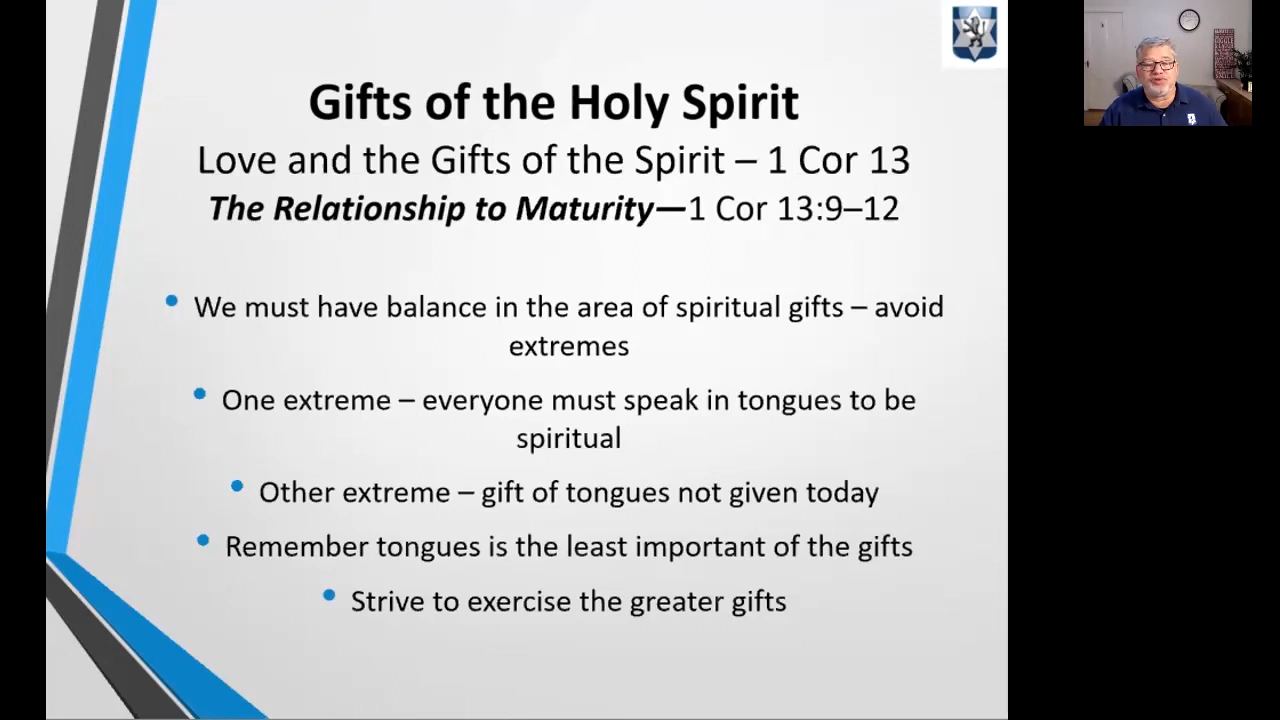 Gifts of the Holy Spirit
Love and the Gifts of the Spirit – 1 Cor 13
The Relationship to Maturity—1 Cor 13:9–12
• We must have balance in the area of spiritual gifts – avoid
extremes
• One extreme – everyone must speak in tongues to be
spiritual
• Other extreme – gift of tongues not given today
• Remember tongues is the least important of the gifts
• Strive to exercise the greater gifts